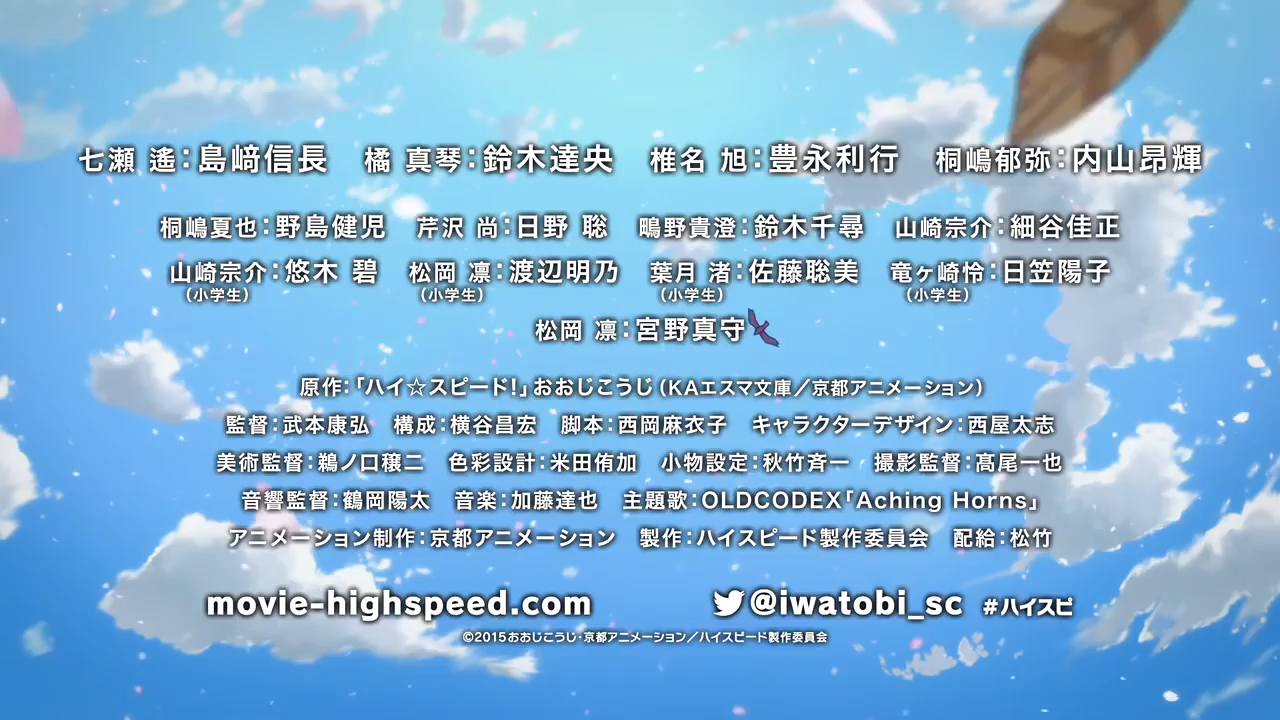 七瀬 遙：島﨑信長　橘 真琴：鈴木達央　椎名 旭：豊永利行　桐嶋郁弥：内山昂輝
桐嶋夏也：野島健児　芹沢 尚：日野 聡　鴫野貴澄：鈴木千尋　山崎宗介：細谷佳正
山崎宗介：悠木 碧　松岡 凛：渡辺明乃　葉月 渚：佐藤聡美　竜ヶ崎怜：日笠陽子
（小学生）　（小学生）　（小学生）　（小学生）
松岡 凛：宮野真守
原作：「ハイ☆スピード!」おおじこうじ（KAエスマ文庫／京都アニメーション）
監督：武本康弘　構成：横谷昌宏　脚本：西岡麻衣子　キャラクターデザイン：西屋太志
美術監督：鵜ノ口穣二　色彩設計：米田侑加　小物設定：秋竹斉一　撮影監督：髙尾一也
音響監督：鶴岡陽太　音楽：加藤達也　主題歌：OLDCODEX「Aching Horns」
アニメーション制作：京都アニメーション　製作：ハイスピード製作委員会　配給：松竹
movie-highspeed.com　@iwatobi_sc #ハイスピ
©2015おおじこうじ・京都アニメーション／ハイスピード製作委員会